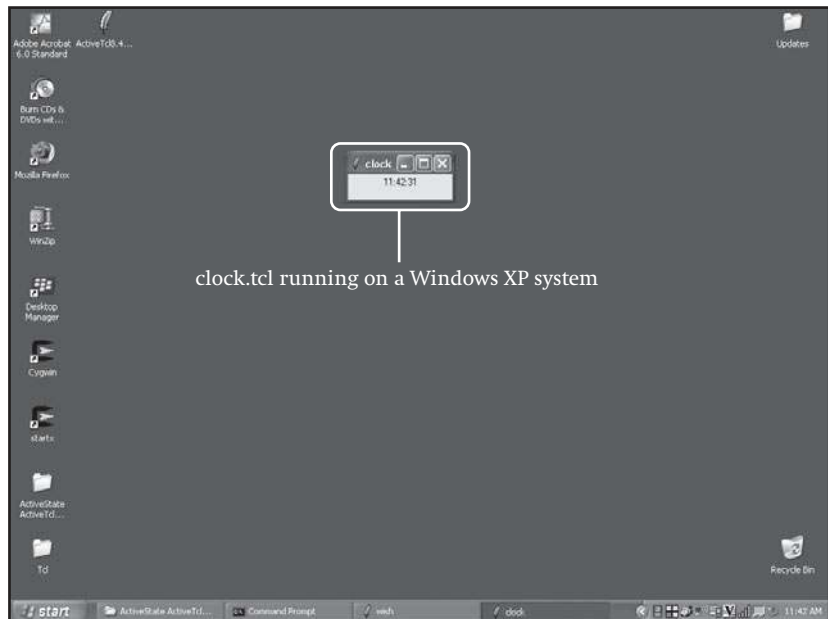 Adobe Acrobat
6.0 Standard
ActiveTcl8.4...
Updates
Burn CDs &
DVDs wit...
Mozilla Firefox
clock
11:42:31
WinZip
clock.tcl running on a Windows XP system
Desktop
Manager
Cygwin
startx
ActiveState
ActiveTcl....
Tcl
Recycle Bin
start
ActiveState ActiveTcl...
Command Prompt
wish
clock
11:42 AM